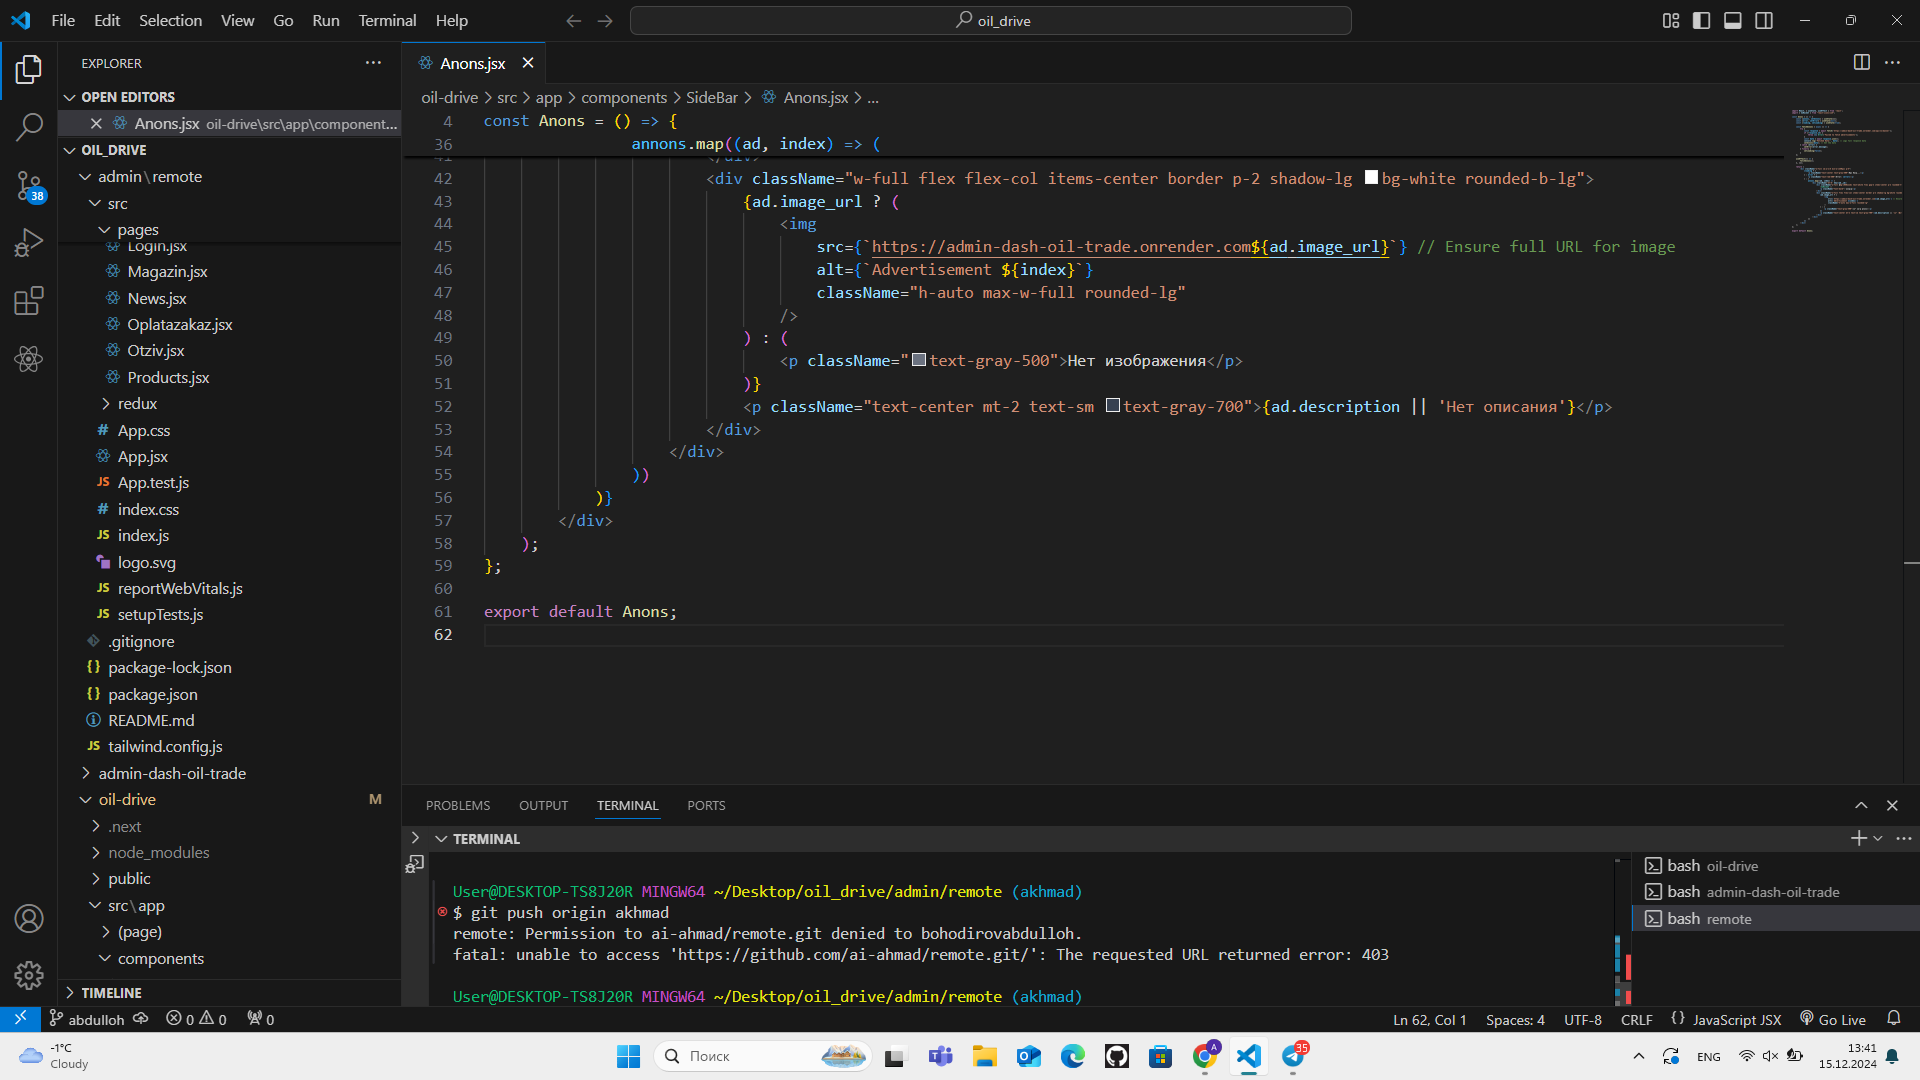 File Edit Selection View Go Run Terminal Help
oil_drive
EXPLORER
OPEN EDITORS
Anons.jsx oil-drive\src\app\component...
OIL_DRIVE
admin\remote
src
pages
Login.jsx
Magazin.jsx
News.jsx
Oplatazakaz.jsx
Otziv.jsx
Products.jsx
redux
# App.css
App.jsx
JS App.test.js
# index.css
JS index.js
logo.svg
JS reportWebVitals.js
JS setupTests.js
.gitignore
{} package-lock.json
{} package.json
README.md
JS tailwind.config.js
admin-dash-oil-trade
oil-drive M
.next
node_modules
public
src\app
(page)
components
TIMELINE
38
Anons.jsx
oil-drive > src > app > components > SideBar > Anons.jsx > ...
4 const Anons = () => {
36 annons.map((ad, index) => (
41 </div>
42 <div className="w-full flex flex-col items-center border p-2 shadow-lg bg-white rounded-b-lg">
43 {ad.image_url ? (
44 <img
45 src={`https://admin-dash-oil-trade.onrender.com${ad.image_url}`} // Ensure full URL for image
46 alt={`Advertisement ${index}`}
47 className="h-auto max-w-full rounded-lg"
48 />
49 ) : (
50 <p className="text-gray-500">Нет изображения</p>
51 )}
52 <p className="text-center mt-2 text-sm text-gray-700">{ad.description || 'Нет описания'}</p>
53 </div>
54 </div>
55 ))
56 )}
57 </div>
58 );
59 };
60
61 export default Anons;
62
PROBLEMS OUTPUT TERMINAL PORTS
TERMINAL
User@DESKTOP-TS8J20R MINGW64 ~/Desktop/oil_drive/admin/remote (akhmad)
$ git push origin akhmad
remote: Permission to ai-ahmad/remote.git denied to bohodirovabdulloh.
fatal: unable to access 'https://github.com/ai-ahmad/remote.git/': The requested URL returned error: 403
User@DESKTOP-TS8J20R MINGW64 ~/Desktop/oil_drive/admin/remote (akhmad)
bash oil-drive
bash admin-dash-oil-trade
bash remote
abdulloh 0 0 0
Ln 62, Col 1 Spaces: 4 UTF-8 CRLF {} JavaScript JSX Go Live
-1°C
Cloudy
Поиск
A
35
ENG
13:41
15.12.2024